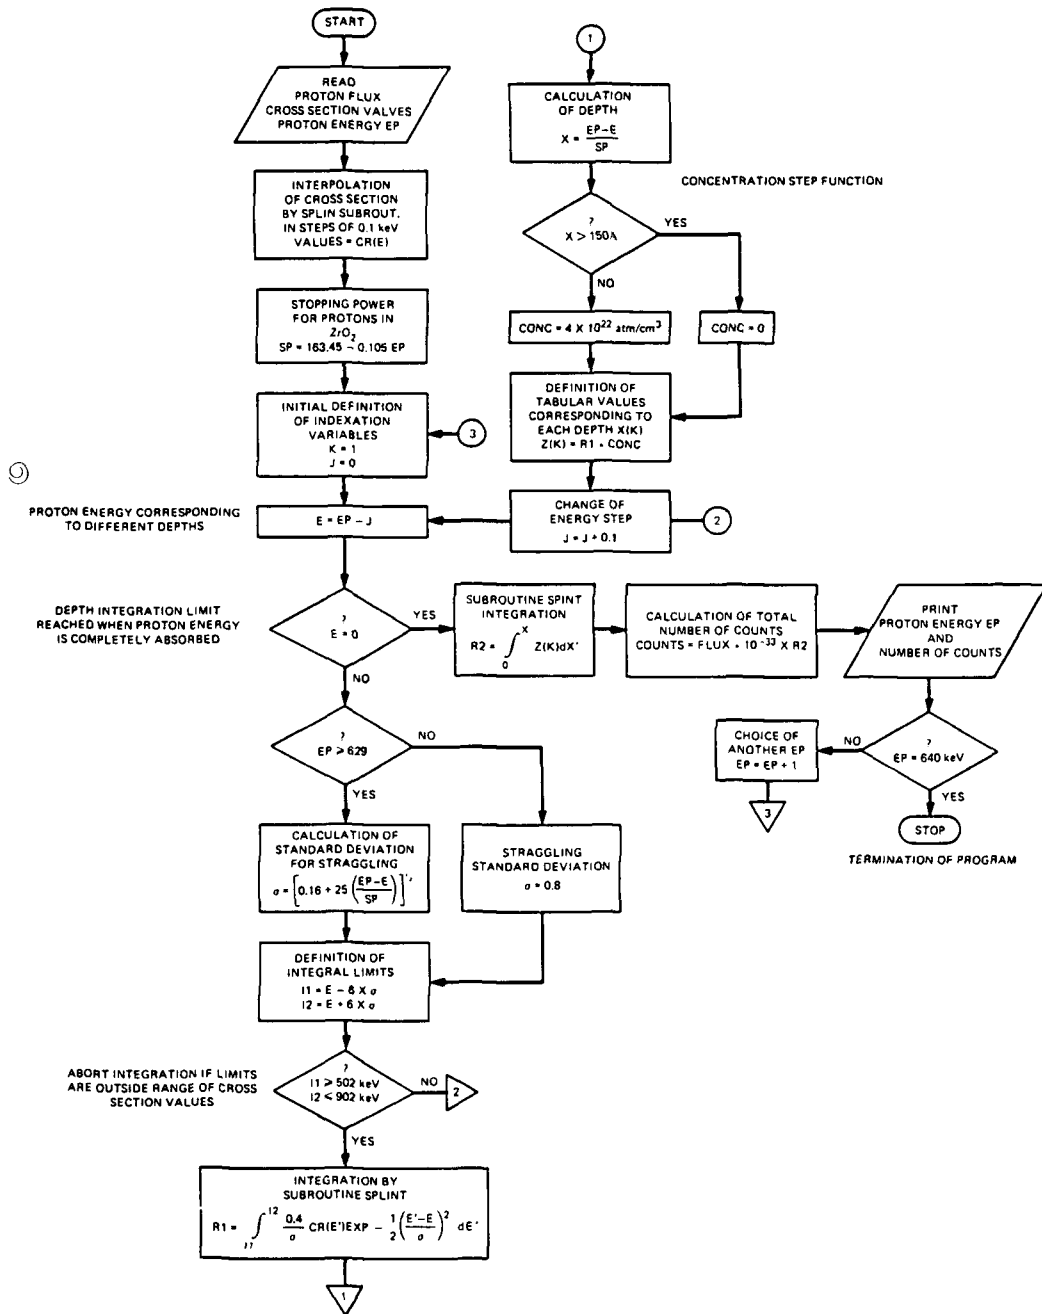 START
READ
PROTON FLUX
CROSS SECTION VALVES
PROTON ENERGY EP
INTERPOLATION
OF CROSS SECTION
BY SPLIN SUBROUT.
IN STEPS OF 0.1 keV
VALUES = CR(E)
STOPPING POWER
FOR PROTONS IN
ZrO2
SP = 163.45 - 0.105 EP
INITIAL DEFINITION
OF INDEXATION
VARIABLES
K = 1
J = 0
3
PROTON ENERGY CORRESPONDING
TO DIFFERENT DEPTHS
E = EP - J
1
CALCULATION
OF DEPTH
X = EP-E / SP
CONCENTRATION STEP FUNCTION
?
X > 150A
YES
NO
CONC = 4 X 10^22 atm/cm^3
CONC = 0
DEFINITION OF
TABULAR VALUES
CORRESPONDING TO
EACH DEPTH X(K)
Z(K) = R1 * CONC
CHANGE OF
ENERGY STEP
J = J + 0.1
2
DEPTH INTEGRATION LIMIT
REACHED WHEN PROTON ENERGY
IS COMPLETELY ABSORBED
?
E = 0
YES
NO
SUBROUTINE SPINT
INTEGRATION
R2 = ∫ 0 X Z(K)dX'
CALCULATION OF TOTAL
NUMBER OF COUNTS
COUNTS = FLUX * 10^-33 X R2
PRINT
PROTON ENERGY EP
AND
NUMBER OF COUNTS
?
EP = 640 keV
NO
YES
CHOICE OF
ANOTHER EP
EP = EP + 1
3
STOP
TERMINATION OF PROGRAM
?
EP ≥ 629
NO
YES
CALCULATION OF
STANDARD DEVIATION
FOR STRAGGLING
σ = [0.16 + 25 (EP-E / SP)]^½
STRAGGLING
STANDARD DEVIATION
σ = 0.8
DEFINITION OF
INTEGRAL LIMITS
I1 = E - 6 X σ
I2 = E + 6 X σ
ABORT INTEGRATION IF LIMITS
ARE OUTSIDE RANGE OF CROSS
SECTION VALUES
?
I1 ≥ 502 keV
I2 ≤ 902 keV
NO
2
YES
INTEGRATION BY
SUBROUTINE SPLINT
R1 = ∫ I1 I2 0.4/σ CR(E')EXP - 1/2 (E'-E / σ)^2 dE'
1